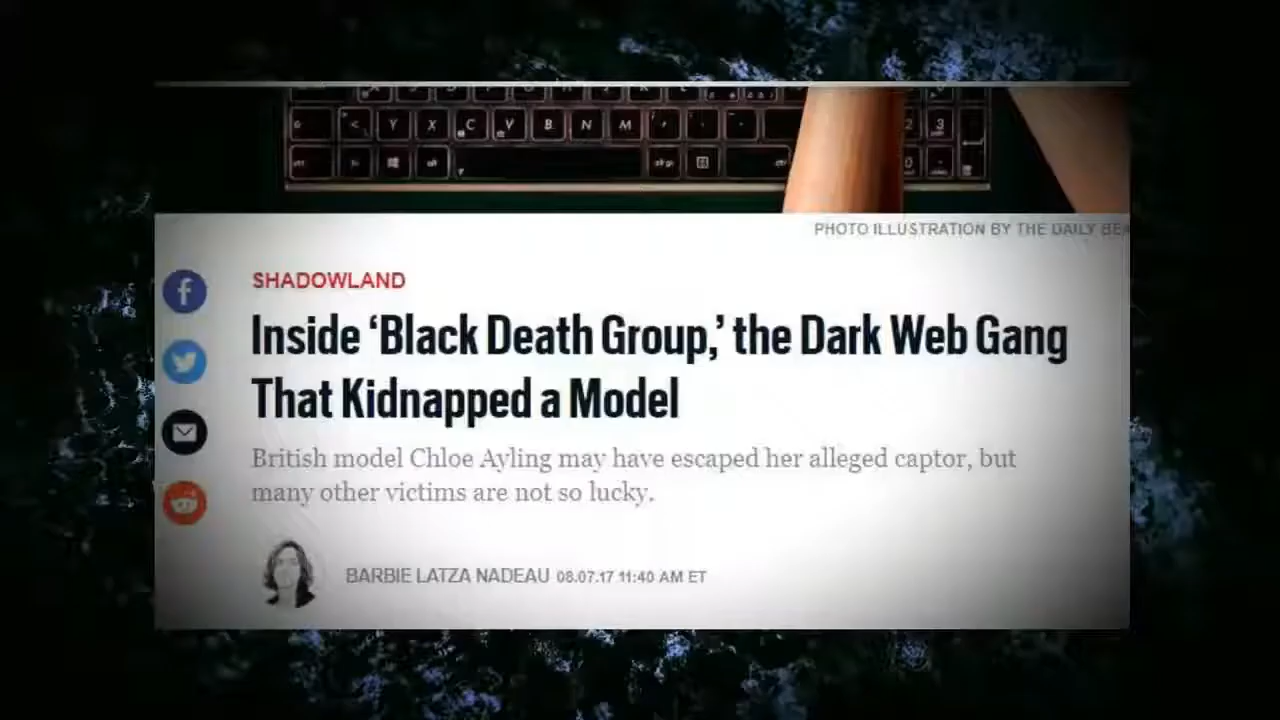 Y X C V B N M
PHOTO ILLUSTRATION BY THE DAILY BEA
SHADOWLAND
Inside ‘Black Death Group,’ the Dark Web Gang
That Kidnapped a Model
British model Chloe Ayling may have escaped her alleged captor, but
many other victims are not so lucky.
BARBIE LATZA NADEAU 08.07.17 11:40 AM ET